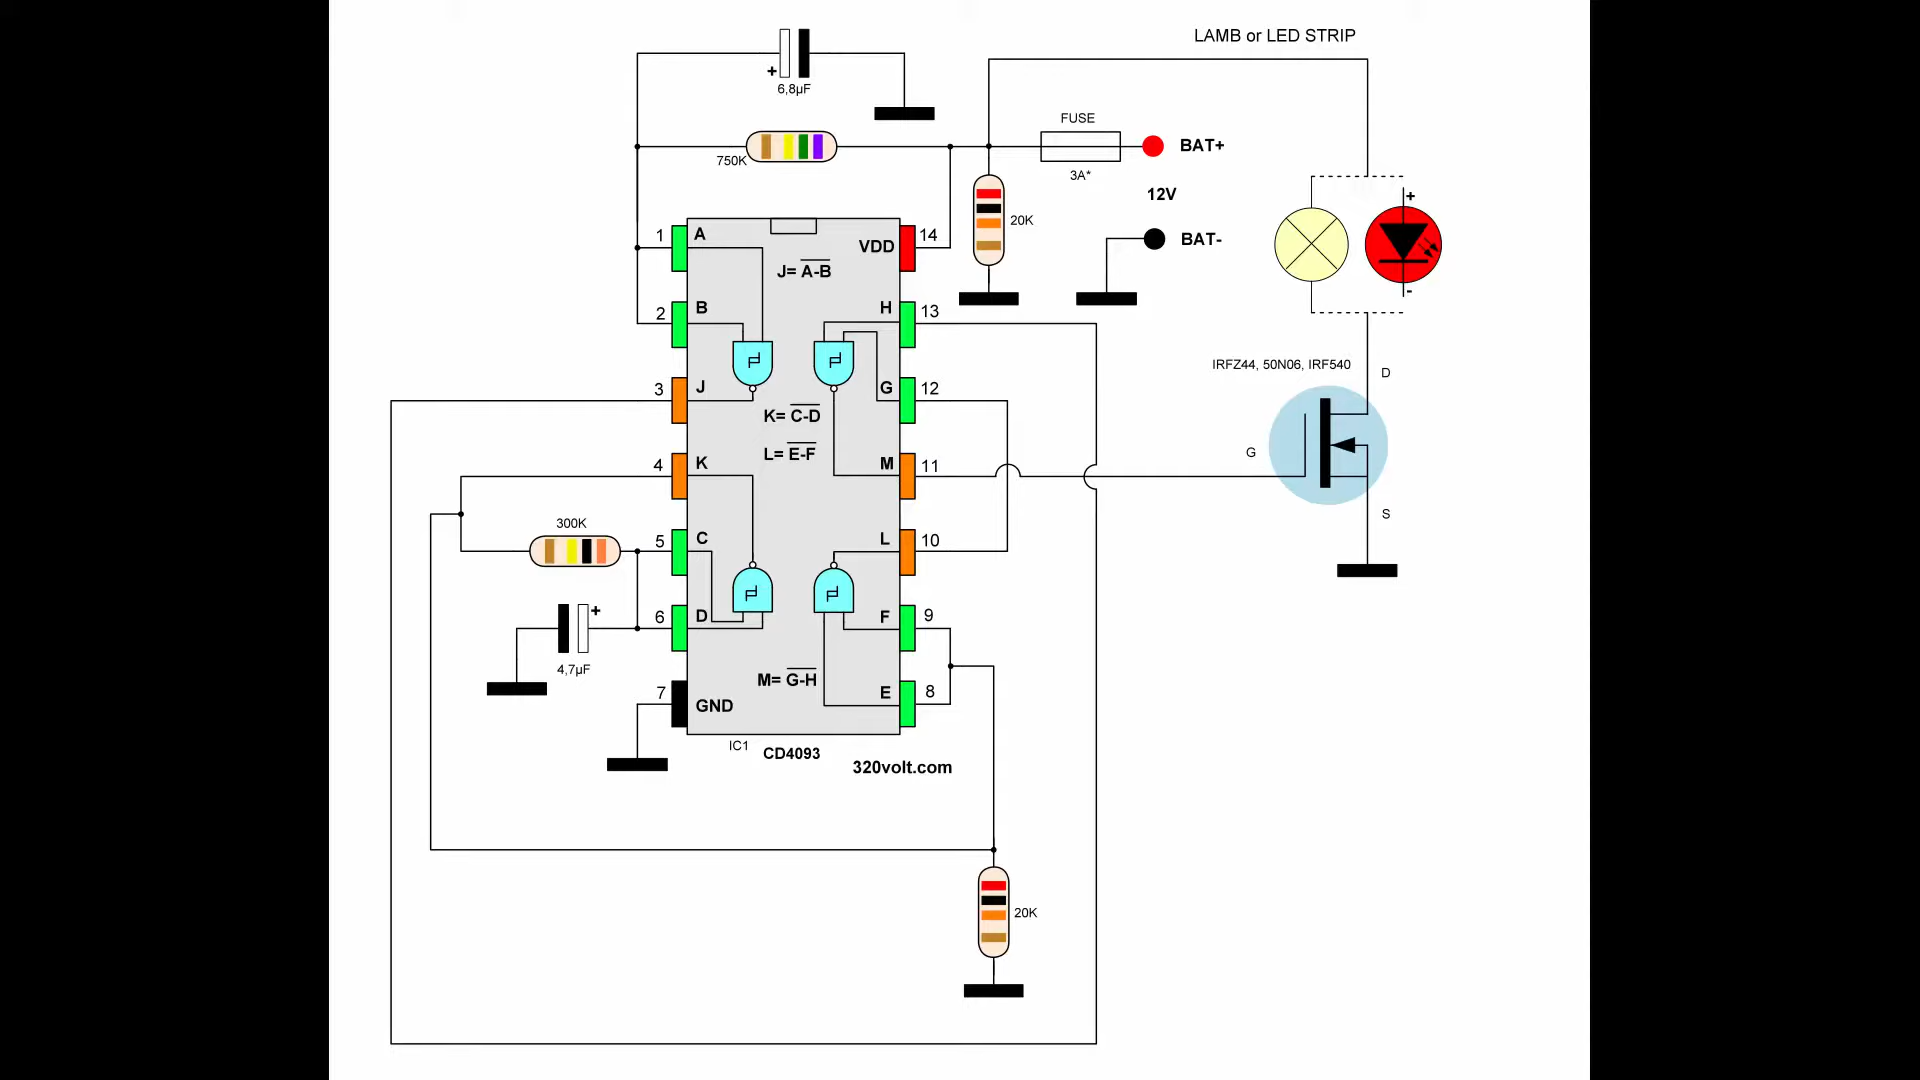 LAMB or LED STRIP
+
6,8µF
FUSE
750K
BAT+
3A*
12V
+
20K
1
A
VDD
14
BAT-
J= A-B
-
2
B
H
13
IRFZ44, 50N06, IRF540
D
3
J
G
12
K= C-D
L= E-F
G
4
K
M
11
S
300K
5
C
L
10
+
6
D
F
9
4,7µF
M= G-H
7
GND
E
8
IC1
CD4093
320volt.com
20K